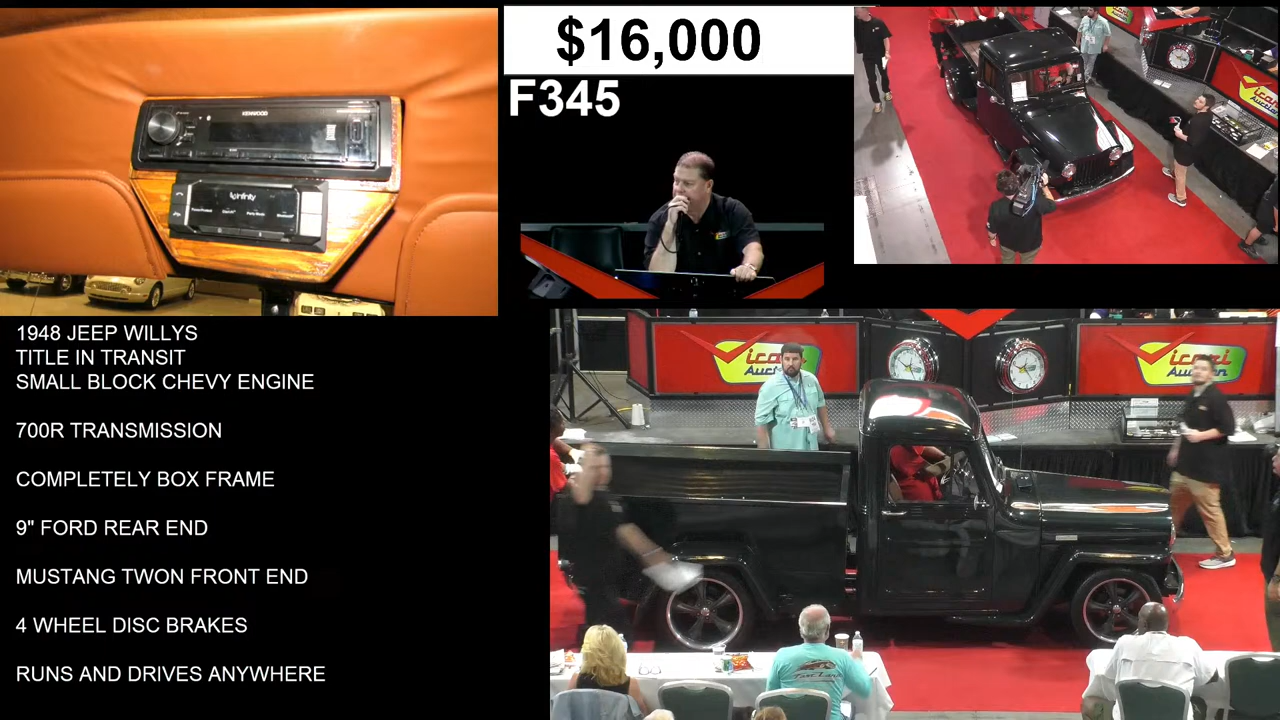 KENWOOD
Infinity
$16,000
F345
Vicari
Auction
1948 JEEP WILLYS
TITLE IN TRANSIT
SMALL BLOCK CHEVY ENGINE
700R TRANSMISSION
COMPLETELY BOX FRAME
9" FORD REAR END
MUSTANG TWON FRONT END
4 WHEEL DISC BRAKES
RUNS AND DRIVES ANYWHERE
Vicari
Auction
Vicari
Auction